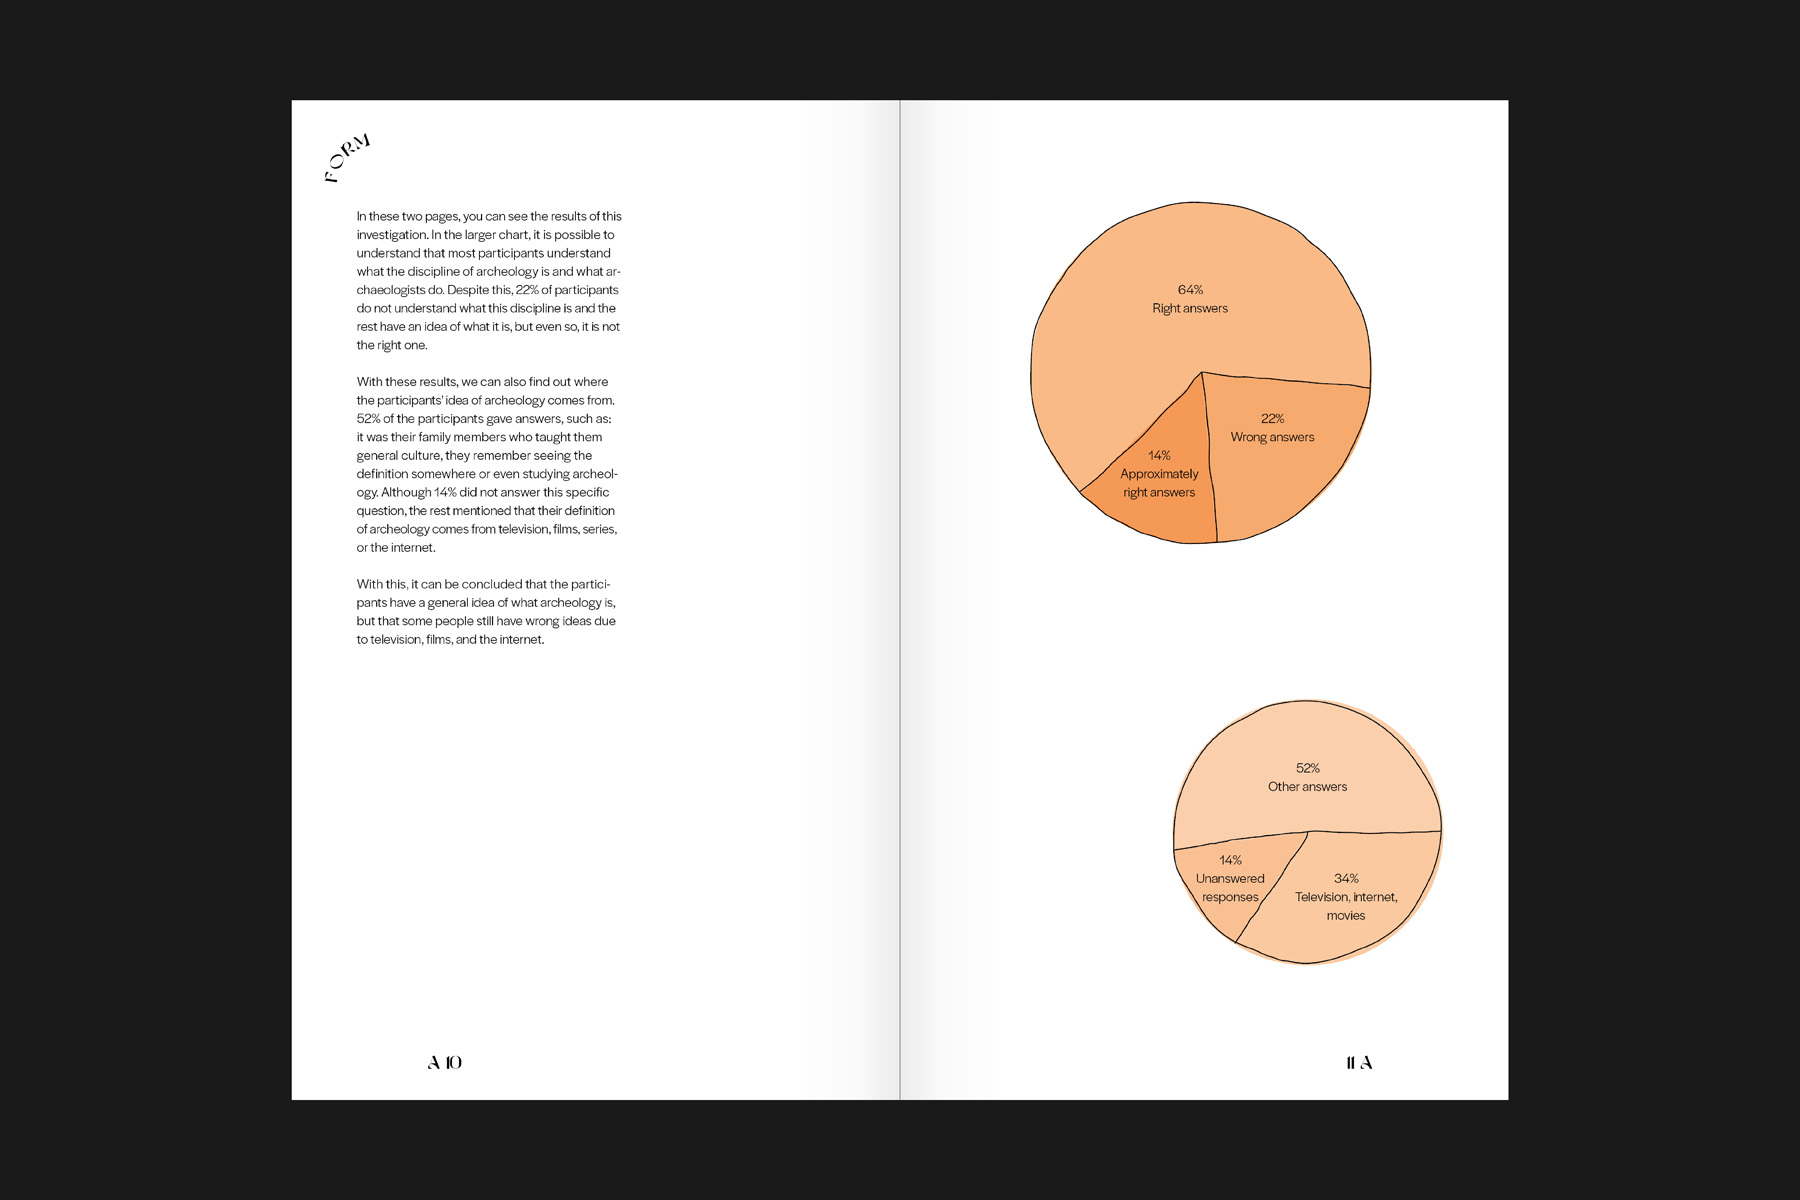 FORM
In these two pages, you can see the results of this
investigation. In the larger chart, it is possible to
understand that most participants understand
what the discipline of archeology is and what ar-
chaeologists do. Despite this, 22% of participants
do not understand what this discipline is and the
rest have an idea of what it is, but even so, it is not
the right one.
With these results, we can also find out where
the participants' idea of archeology comes from.
52% of the participants gave answers, such as:
it was their family members who taught them
general culture, they remember seeing the
definition somewhere or even studying archeol-
ogy. Although 14% did not answer this specific
question, the rest mentioned that their definition
of archeology comes from television, films, series,
or the internet.
With this, it can be concluded that the partici-
pants have a general idea of what archeology is,
but that some people still have wrong ideas due
to television, films, and the internet.
A 10
64%
Right answers
22%
Wrong answers
14%
Approximately
right answers
52%
Other answers
14%
Unanswered
responses
34%
Television, internet,
movies
11 A